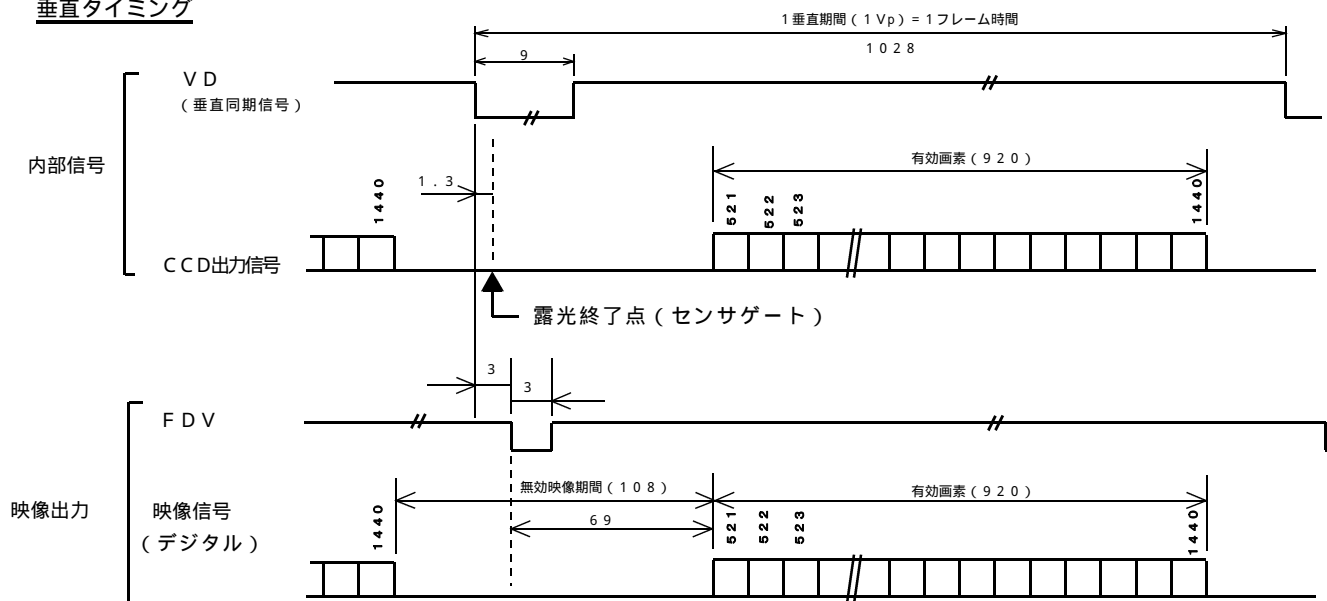 垂直タイミング
1垂直期間(1Vp)=1フレーム時間
1028
9
VD
(垂直同期信号)
内部信号
有効画素(920)
1.3
1440
521
522
523
1440
CCD出力信号
露光終了点(センサゲート)
3
3
FDV
映像出力
無効映像期間(108)
有効画素(920)
映像信号
(デジタル)
69
1440
521
522
523
1440